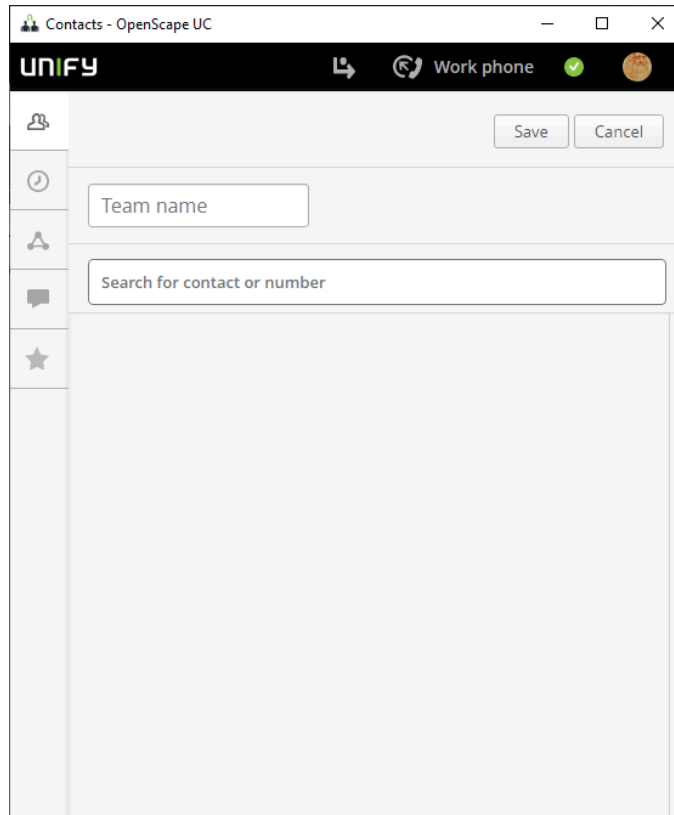 Contacts - OpenScape UC
UNIFY
Work phone
Save
Cancel
Team name
Search for contact or number